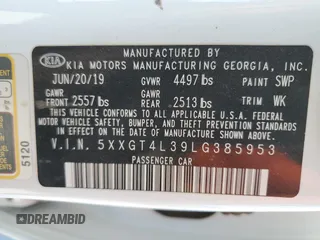 MANUFACTURED BY
KIA KIA MOTORS MANUFACTURING GEORGIA, INC.
JUN/20/19 GVWR 4497lbs PAINT SWP
GAWR FRONT 2557lbs GAWR REAR 2513lbs TRIM WK
THIS VEHICLE CONFORMS TO ALL APPLICABLE U.S. FEDERAL
MOTOR VEHICLE SAFETY, BUMPER, AND THEFT PREVENTION
STANDARDS IN EFFECT ON THE DATE OF MANUFACTURE SHOWN ABOVE.
V.I.N. 5XXGT4L39LG385953
PASSENGER CAR
5120
DREAMBID